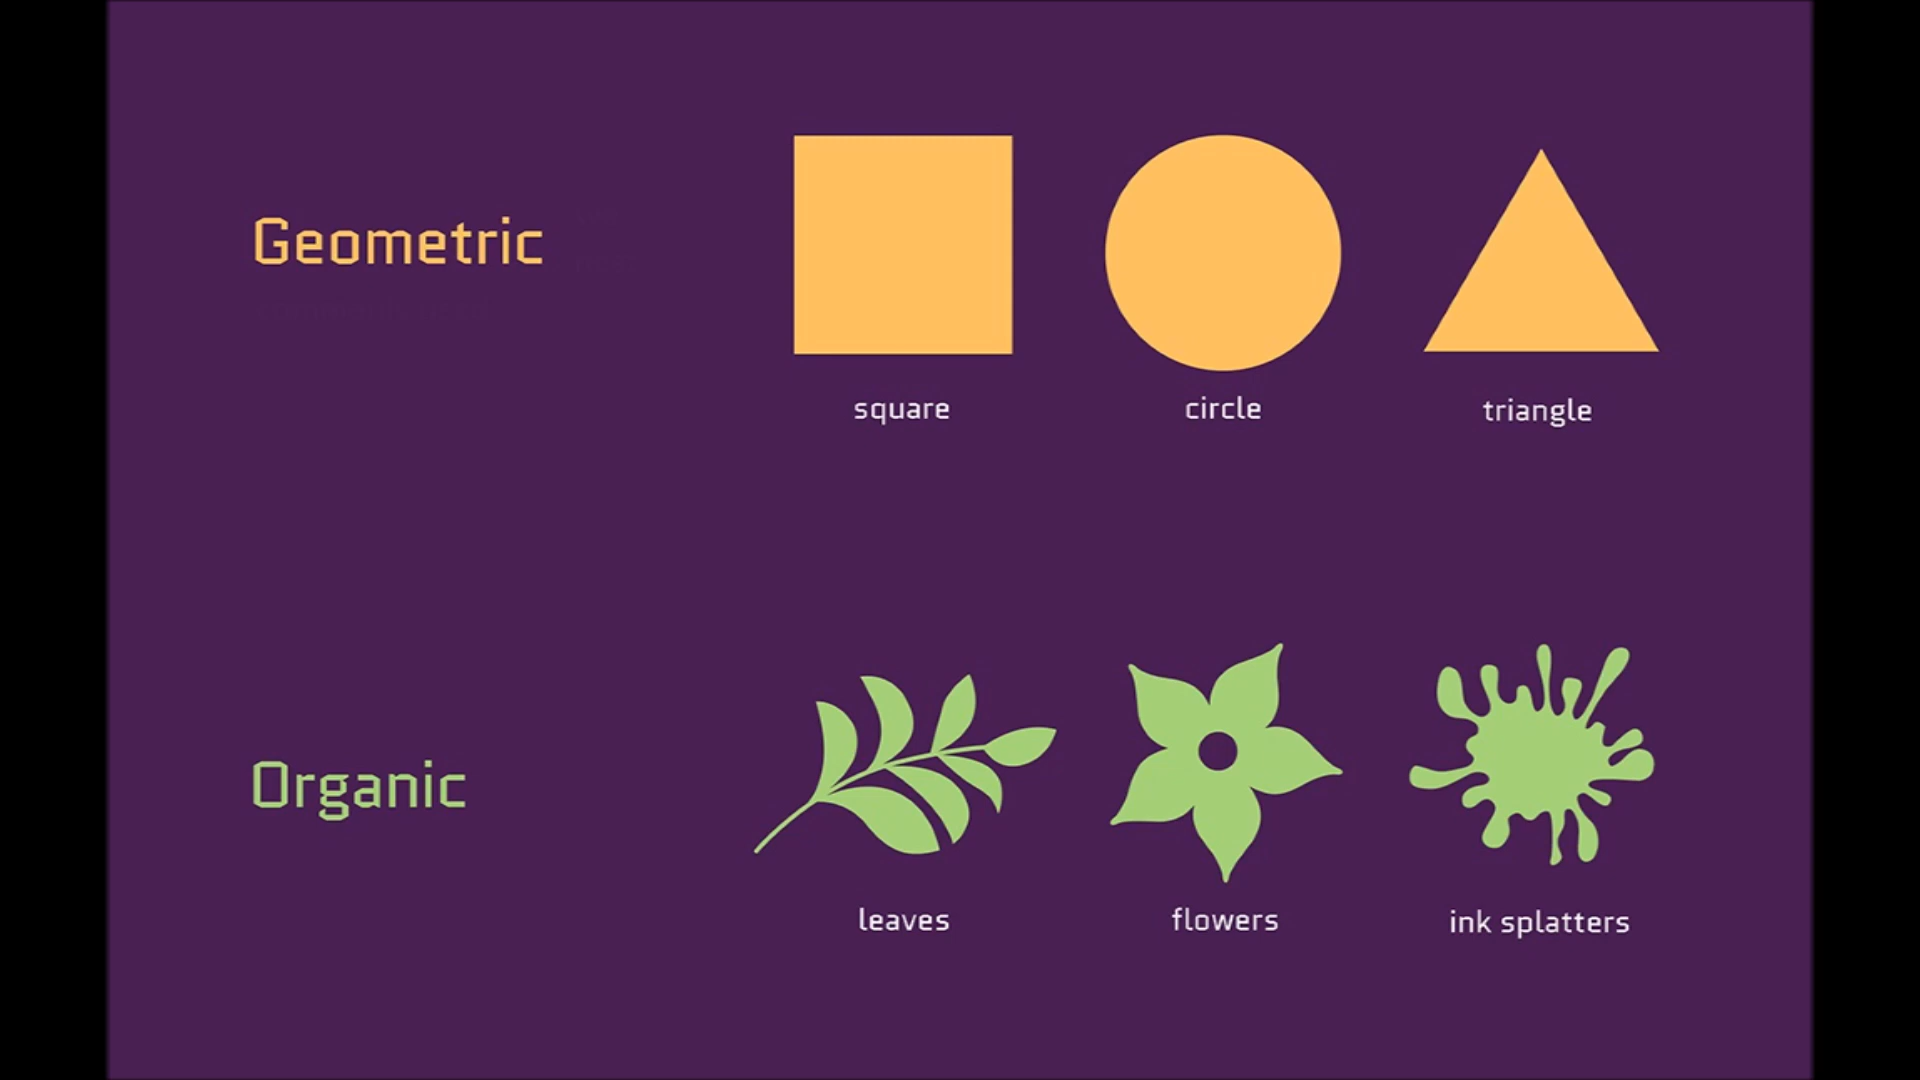 Geometric
square
circle
triangle
Organic
leaves
flowers
ink splatters